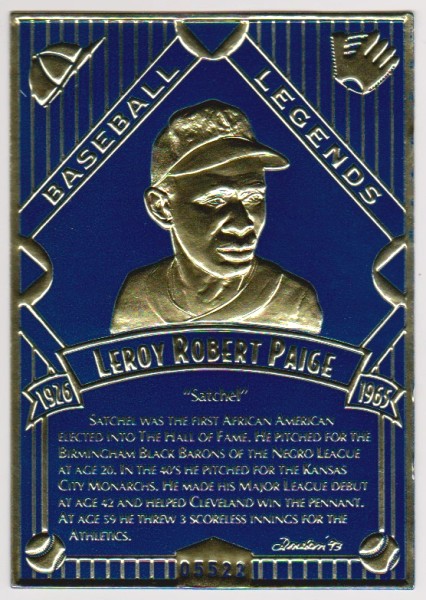 BASEBALL LEGENDS
LEROY ROBERT PAIGE
1926 1965
"Satchel"
SATCHEL WAS THE FIRST AFRICAN AMERICAN
ELECTED INTO THE HALL OF FAME. HE PITCHED FOR THE
BIRMINGHAM BLACK BARONS OF THE NEGRO LEAGUE
AT AGE 20. IN THE 40'S HE PITCHED FOR THE KANSAS
CITY MONARCHS. HE MADE HIS MAJOR LEAGUE DEBUT
AT AGE 42 AND HELPED CLEVELAND WIN THE PENNANT.
AT AGE 59 HE THREW 3 SCORELESS INNINGS FOR THE
ATHLETICS.
'93
05522